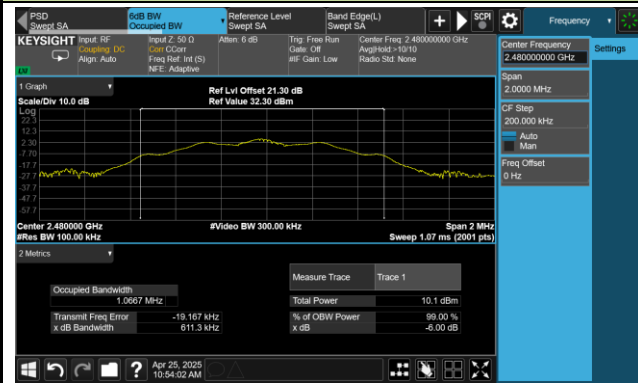 PSD
Swept SA
6dB BW
Occupied BW
Reference Level
Swept SA
Band Edge(L)
Swept SA
SCPI
Frequency
KEYSIGHT
Input: RF
Coupling: DC
Align: Auto
Input Z: 50 Ω
Corr CCorr
Freq Ref: Int (S)
NFE: Adaptive
Atten: 6 dB
Trig: Free Run
Gate: Off
#IF Gain: Low
Center Freq: 2.480000000 GHz
Avg|Hold:>10/10
Radio Std: None
Center Frequency
2.480000000 GHz
Settings
Span
2.0000 MHz
CF Step
200.000 kHz
Auto
Man
Freq Offset
0 Hz
1 Graph
Scale/Div 10.0 dB
Ref Lvl Offset 21.30 dB
Ref Value 32.30 dBm
Log
22.3
12.3
2.30
-7.70
-17.7
-27.7
-37.7
-47.7
-57.7
Center 2.480000 GHz
#Res BW 100.00 kHz
#Video BW 300.00 kHz
Span 2 MHz
Sweep 1.07 ms (2001 pts)
2 Metrics
Measure Trace
Trace 1
Occupied Bandwidth
1.0667 MHz
Total Power
10.1 dBm
Transmit Freq Error
-19.167 kHz
% of OBW Power
99.00 %
x dB Bandwidth
611.3 kHz
x dB
-6.00 dB
?
Apr 25, 2025
10:54:02 AM